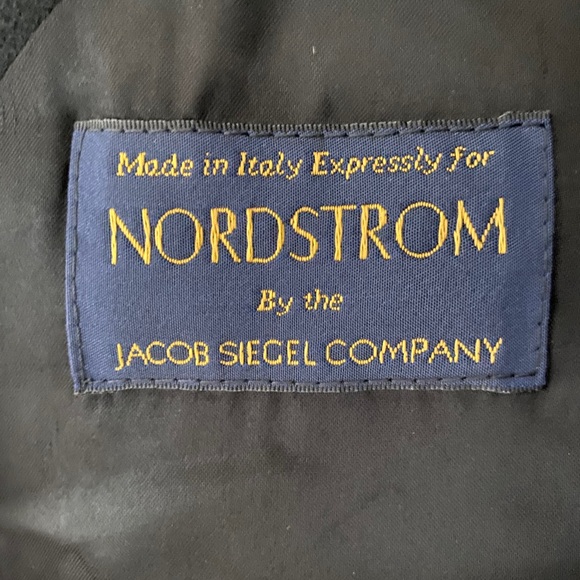 Made in Italy Expressly for
NORDSTROM
By the
JACOB SIEGEL COMPANY